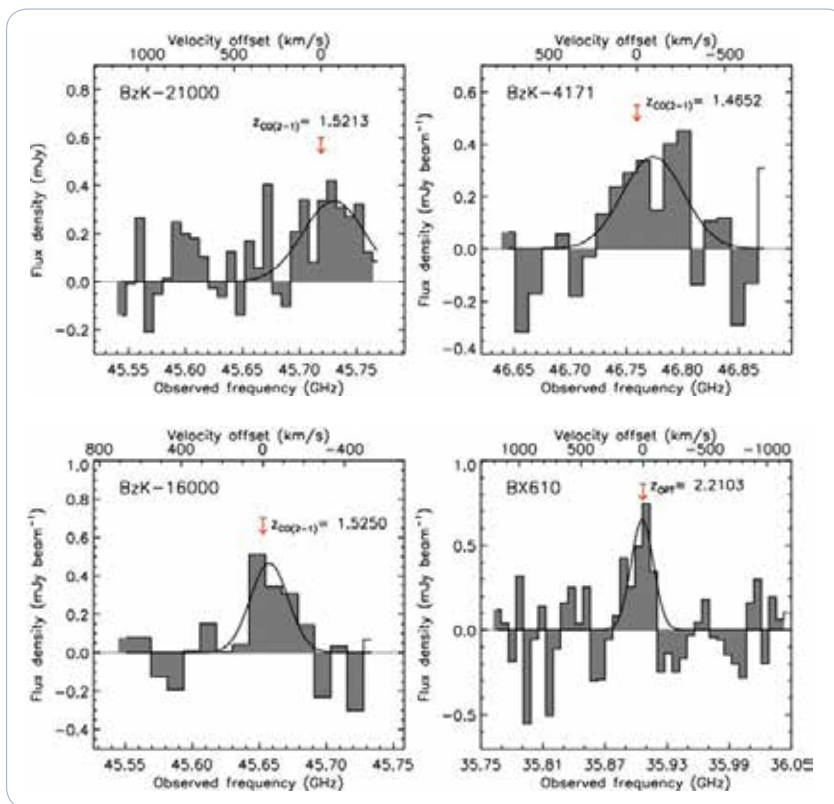 Velocity offset (km/s)
1000 500 0
BzK-21000
z_CO(2-1)= 1.5213
Flux density (mJy)
0.8
0.6
0.4
0.2
0.0
−0.2
45.55 45.60 45.65 45.70 45.75
Observed frequency (GHz)
Velocity offset (km/s)
500 0 −500
BzK-4171
z_CO(2-1)= 1.4652
Flux density (mJy beam⁻¹)
0.6
0.4
0.2
0.0
−0.2
−0.4
46.65 46.70 46.75 46.80 46.85
Observed frequency (GHz)
Velocity offset (km/s)
800 400 0 −400
BzK-16000
z_CO(2-1)= 1.5250
Flux density (mJy beam⁻¹)
1.0
0.8
0.6
0.4
0.2
0.0
−0.2
−0.4
45.55 45.60 45.65 45.70 45.75
Observed frequency (GHz)
Velocity offset (km/s)
1000 500 0 −500 −1000
BX610
z_OPT= 2.2103
Flux density (mJy beam⁻¹)
1.0
0.5
0.0
−0.5
35.75 35.81 35.87 35.93 35.99 36.05
Observed frequency (GHz)